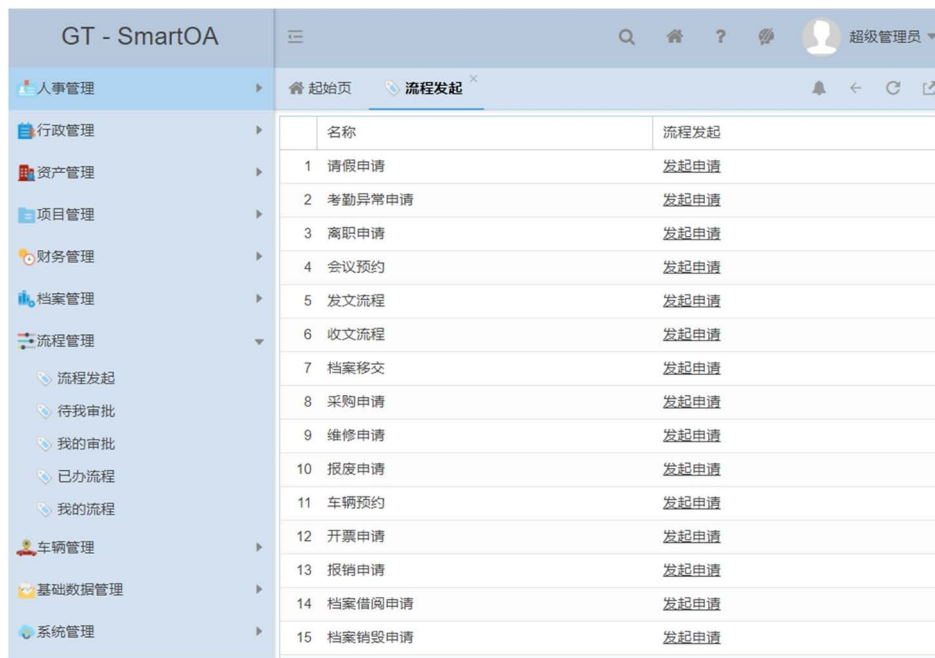 GT - SmartOA
超级管理员
人事管理
行政管理
资产管理
项目管理
财务管理
档案管理
流程管理
流程发起
待我审批
我的审批
已办流程
我的流程
车辆管理
基础数据管理
系统管理
起始页 流程发起
名称 流程发起
1 请假申请 发起申请
2 考勤异常申请 发起申请
3 离职申请 发起申请
4 会议预约 发起申请
5 发文流程 发起申请
6 收文流程 发起申请
7 档案移交 发起申请
8 采购申请 发起申请
9 维修申请 发起申请
10 报废申请 发起申请
11 车辆预约 发起申请
12 开票申请 发起申请
13 报销申请 发起申请
14 档案借阅申请 发起申请
15 档案销毁申请 发起申请